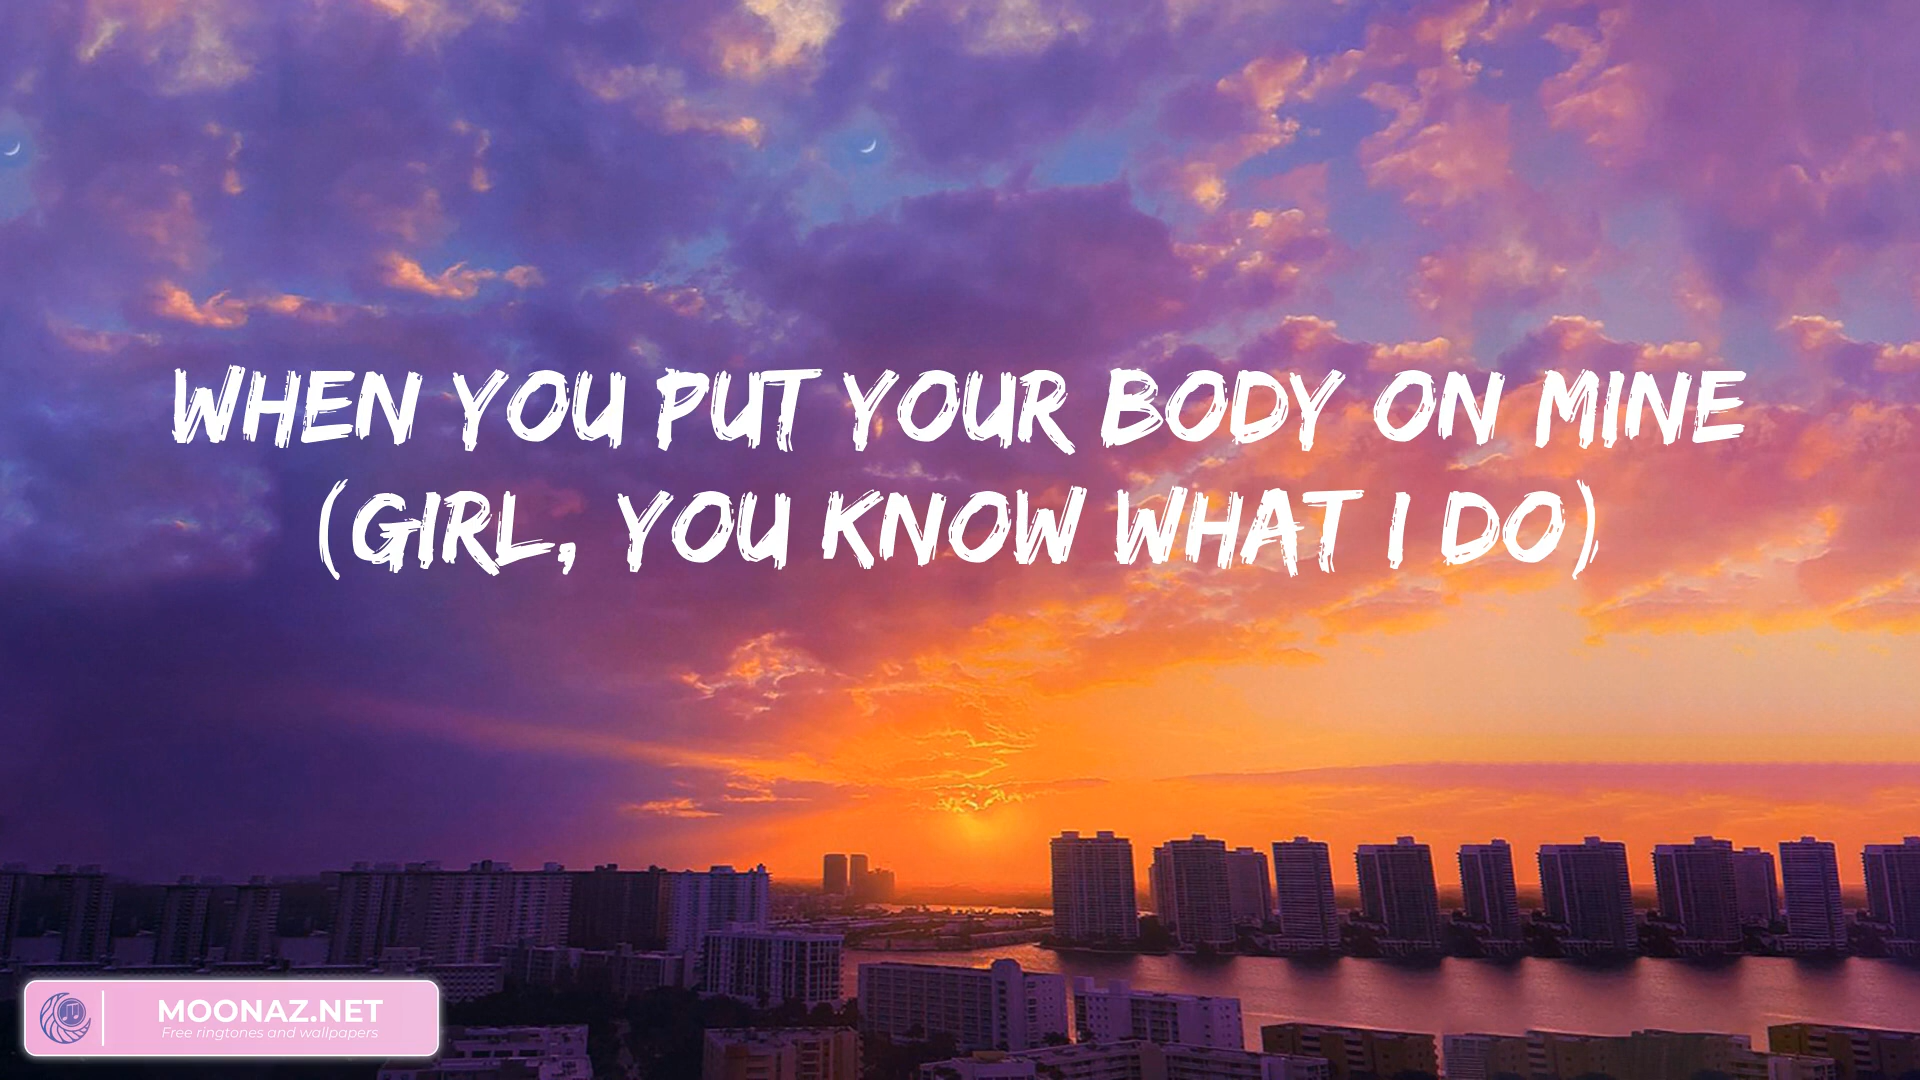 WHEN YOU PUT YOUR BODY ON MINE
(GIRL, YOU KNOW WHAT I DO)
MOONAZ.NET
Free ringtones and wallpapers